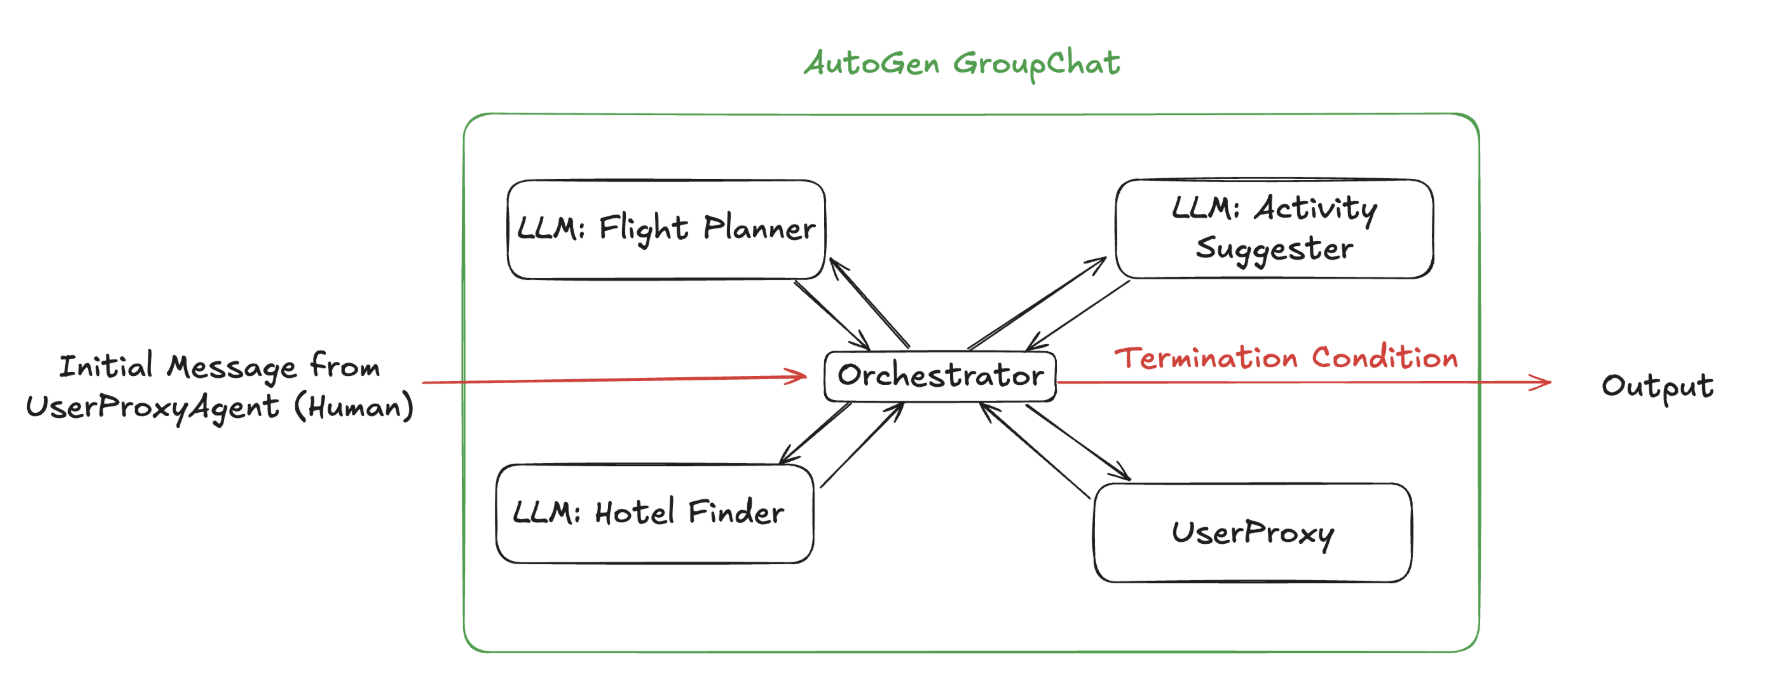 AutoGen GroupChat
LLM: Flight Planner
LLM: Activity
Suggester
Initial Message from
UserProxyAgent (Human)
Orchestrator
Termination Condition
Output
LLM: Hotel Finder
UserProxy